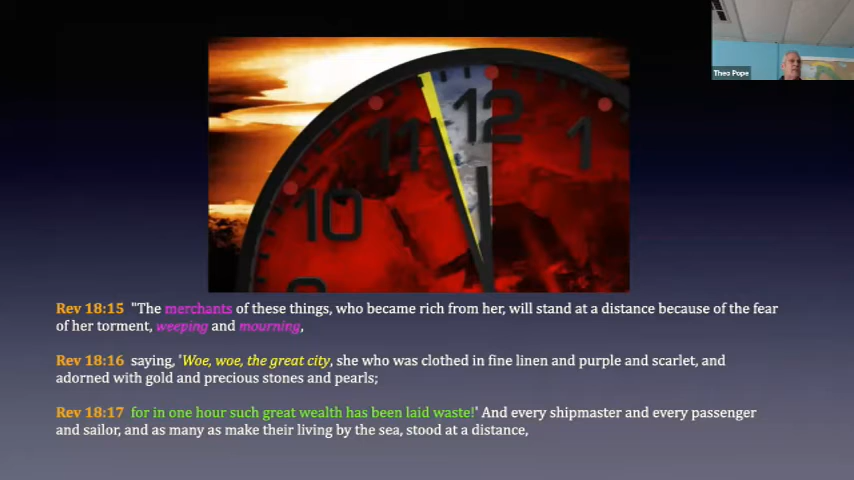 Theo Pope
11
12
1
10
9
Rev 18:15 "The merchants of these things, who became rich from her, will stand at a distance because of the fear
of her torment, weeping and mourning,
Rev 18:16 saying, 'Woe, woe, the great city, she who was clothed in fine linen and purple and scarlet, and
adorned with gold and precious stones and pearls;
Rev 18:17 for in one hour such great wealth has been laid waste!' And every shipmaster and every passenger
and sailor, and as many as make their living by the sea, stood at a distance,